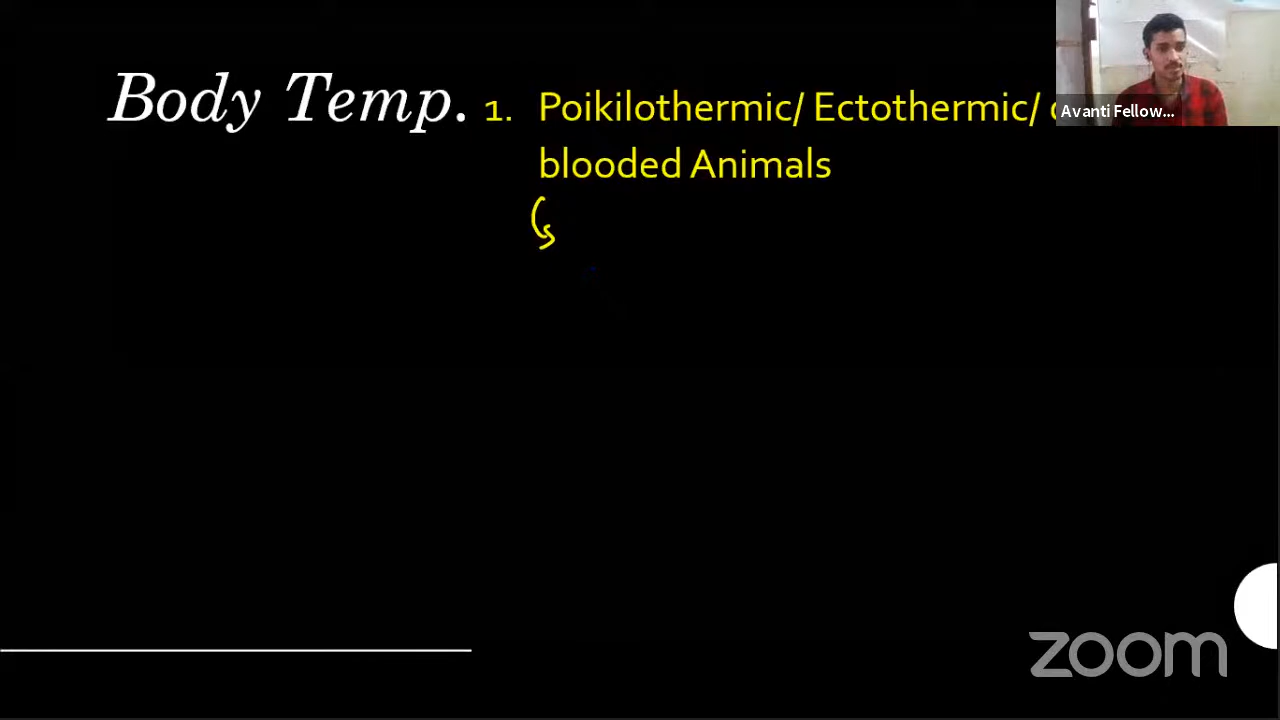 Body Temp. 1. Poikilothermic/ Ectothermic/
blooded Animals
Avanti Fellow...
zoom